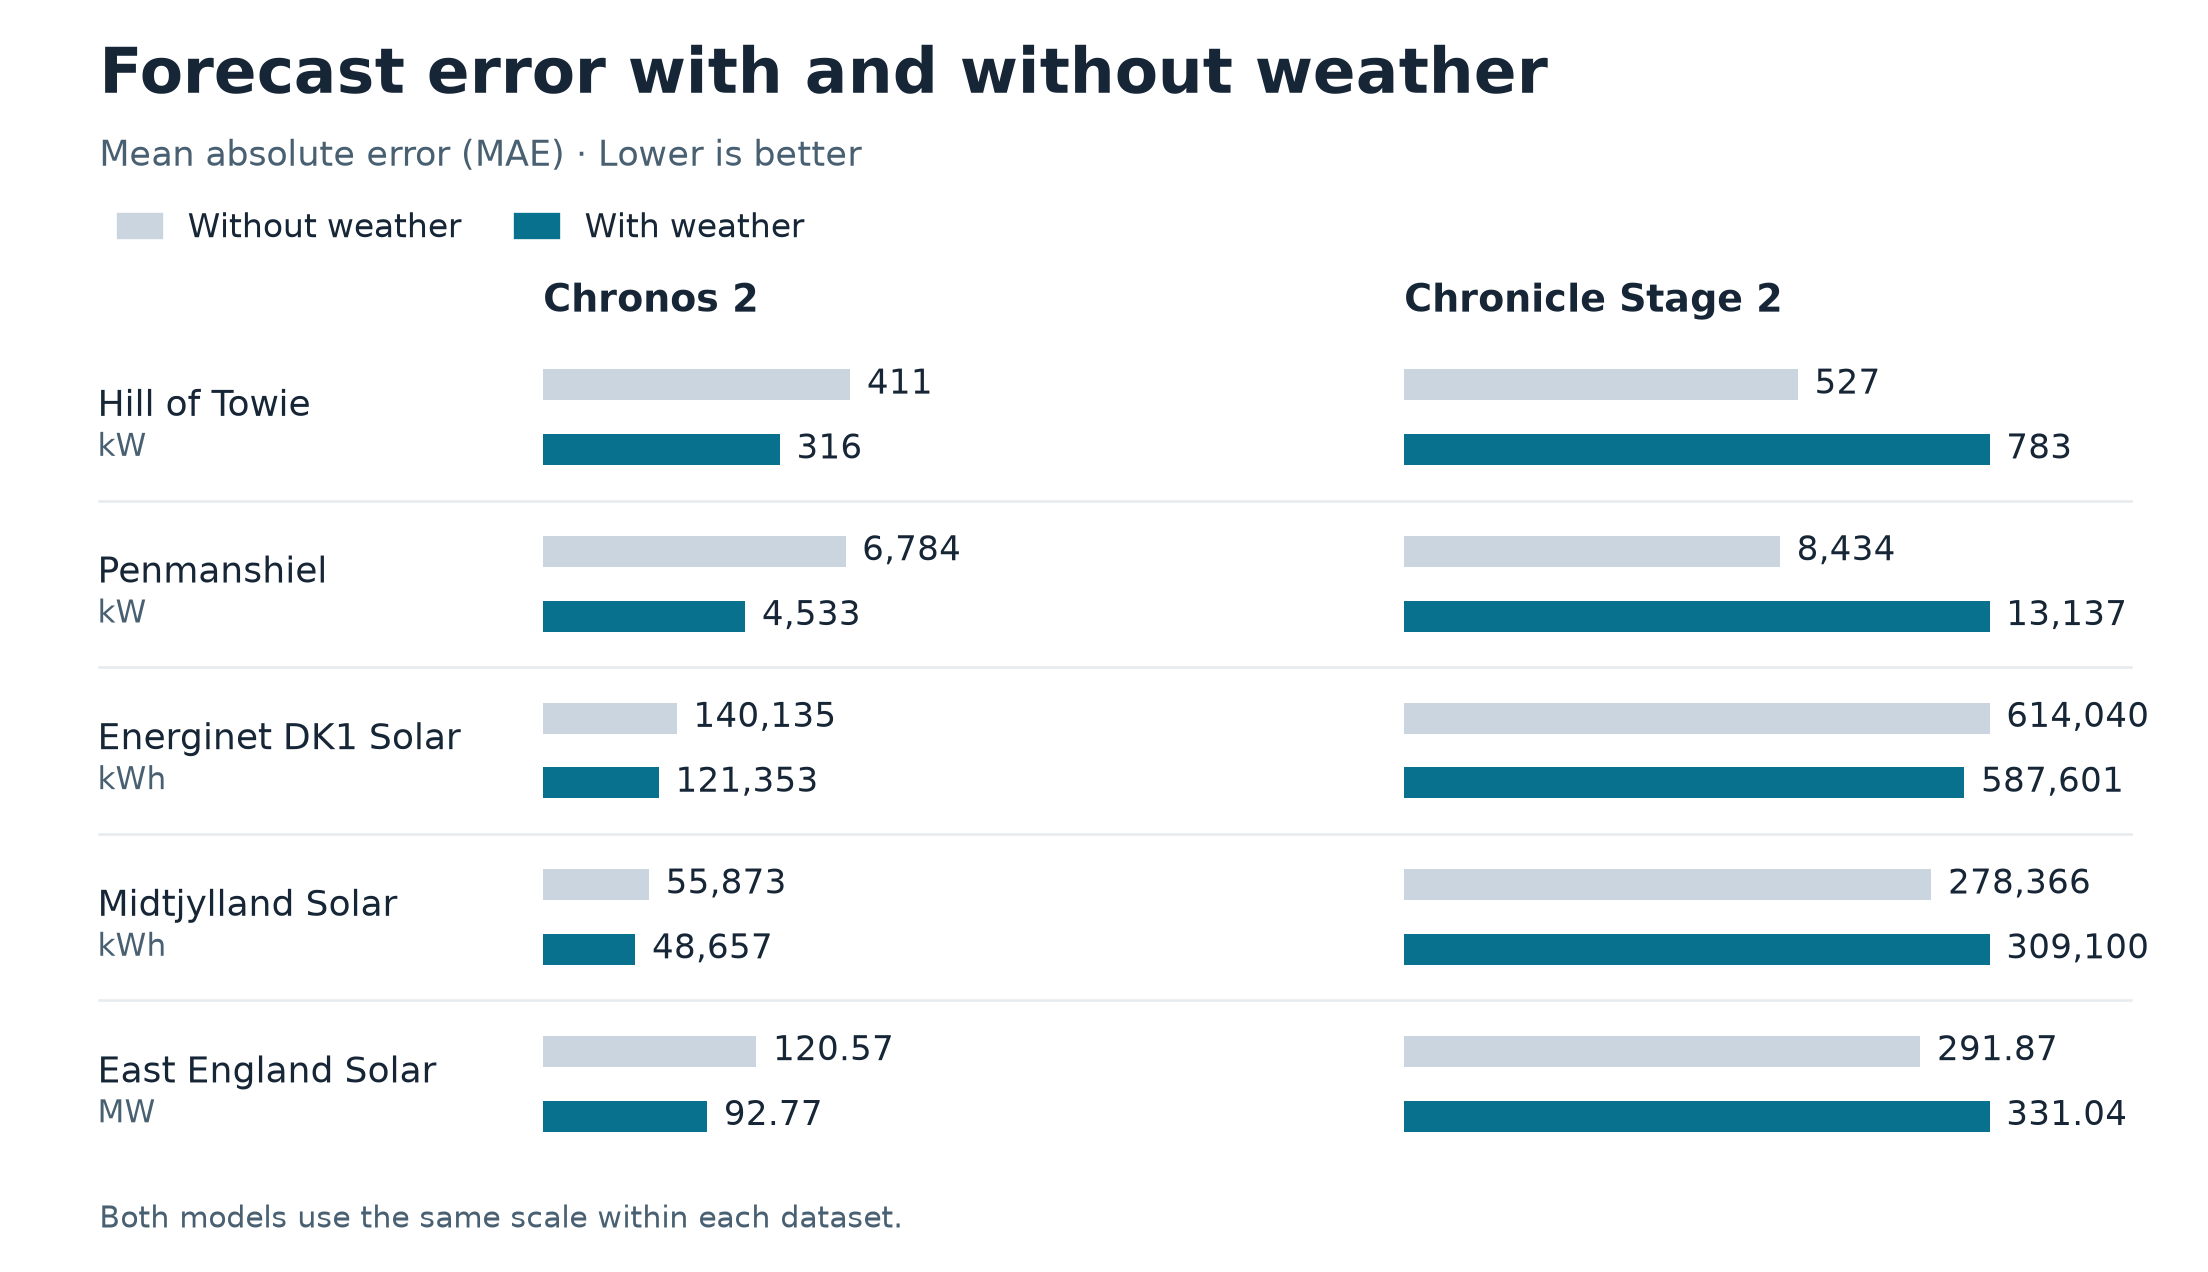 Forecast error with and without weather
Mean absolute error (MAE) · Lower is better
Without weather With weather
Chronos 2 Chronicle Stage 2
Hill of Towie
kW
411
316
527
783
Penmanshiel
kW
6,784
4,533
8,434
13,137
Energinet DK1 Solar
kWh
140,135
121,353
614,040
587,601
Midtjylland Solar
kWh
55,873
48,657
278,366
309,100
East England Solar
MW
120.57
92.77
291.87
331.04
Both models use the same scale within each dataset.